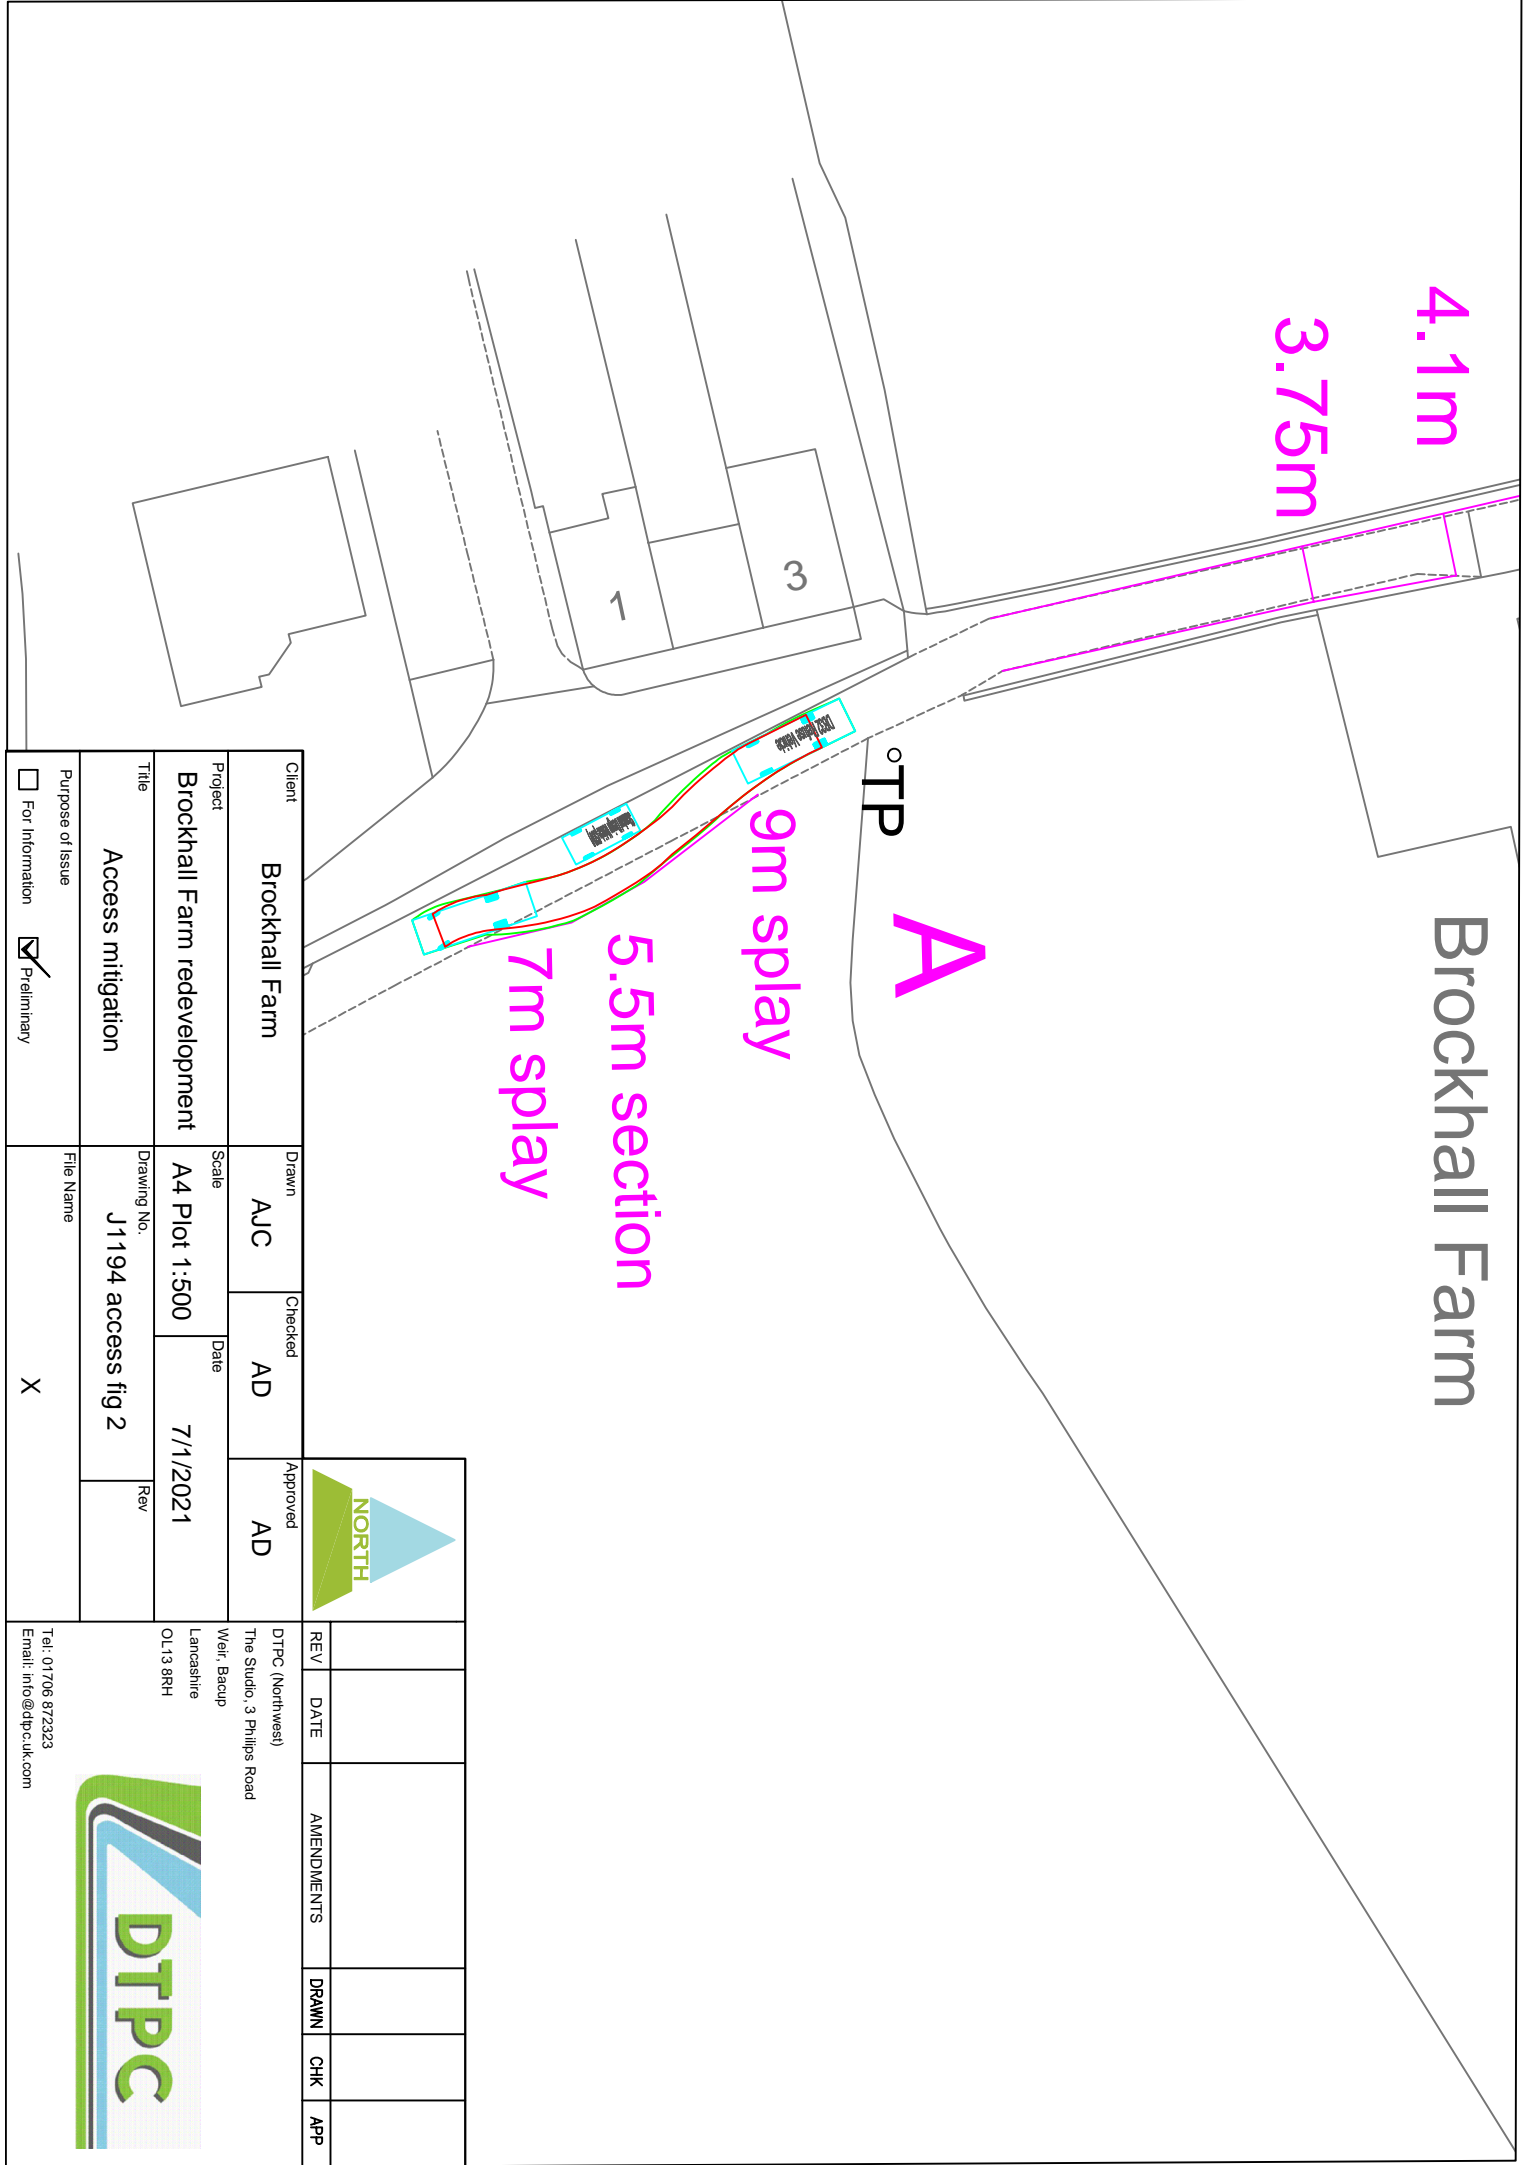 Brockhall Farm
4.1m
3.75m
°TP
A
9m splay
5.5m section
7m splay
3
1
NORTH
REV DATE AMENDMENTS DRAWN CHK APP
Client
Brockhall Farm
Drawn
AJC
Checked
AD
Approved
AD
Project
Brockhall Farm redevelopment
Scale
A4 Plot 1:500
Date
7/1/2021
Title
Access mitigation
Drawing No.
J1194 access fig 2
Rev
Purpose of Issue
For Information
Preliminary
File Name
X
DTPC (Northwest)
The Studio, 3 Philips Road
Weir, Bacup
Lancashire
OL13 8RH
Tel: 01706 872323
Email: info@dtpc.uk.com
DTPC